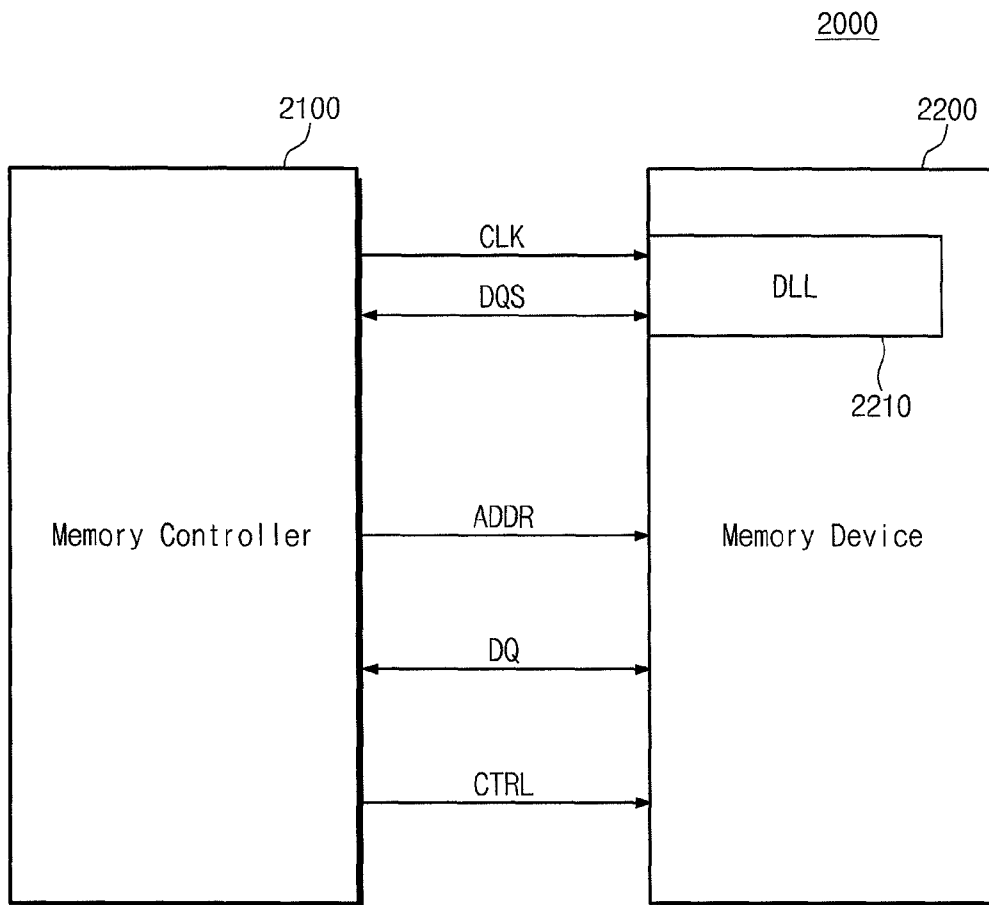 2000
2100
2200
CLK
DLL
DQS
2210
Memory Controller
ADDR
Memory Device
DQ
CTRL